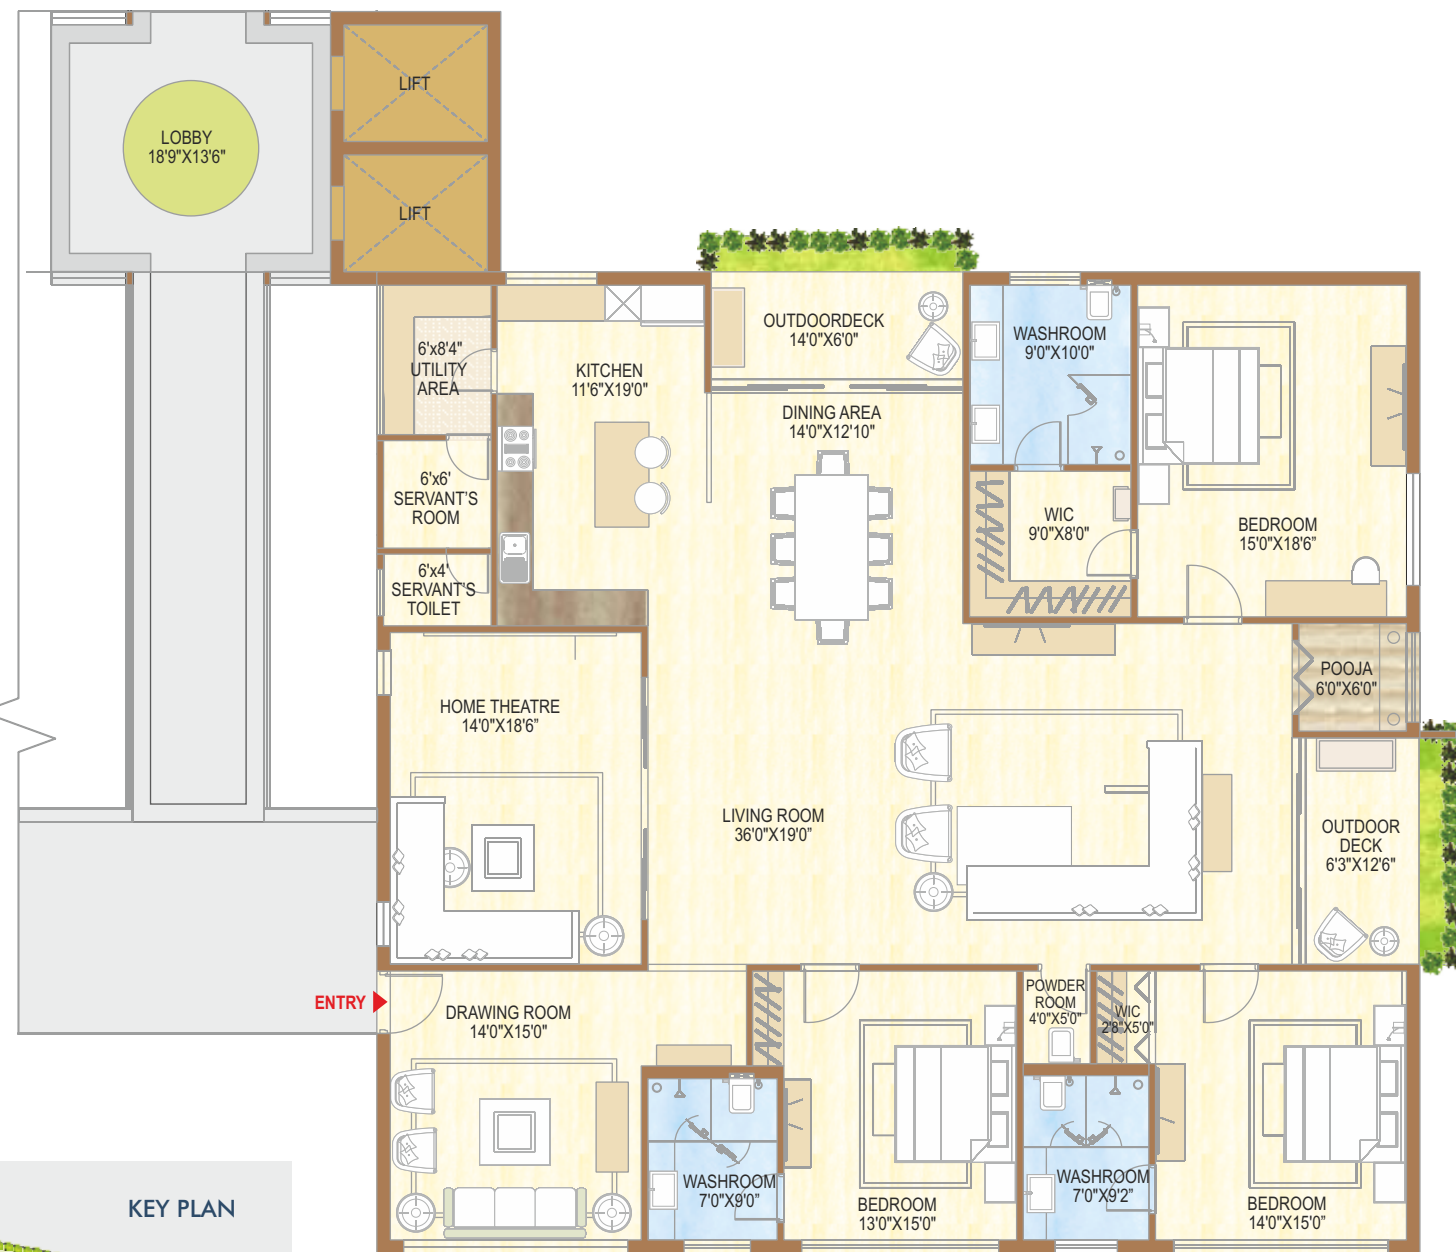 LIFT
LOBBY
18'9"X13'6"
LIFT
OUTDOORDECK
14'0"X6'0"
WASHROOM
9'0"X10'0"
6'x8'4"
UTILITY
AREA
KITCHEN
11'6"X19'0"
DINING AREA
14'0"X12'10"
6'x6'
SERVANT'S
ROOM
WIC
9'0"X8'0"
BEDROOM
15'0"X18'6"
6'x4'
SERVANT'S
TOILET
POOJA
6'0"X6'0"
HOME THEATRE
14'0"X18'6"
LIVING ROOM
36'0"X19'0"
OUTDOOR
DECK
6'3"X12'6"
ENTRY
DRAWING ROOM
14'0"X15'0"
POWDER
ROOM
4'0"X5'0"
WIC
2'8"X5'0"
WASHROOM
7'0"X9'0"
WASHROOM
7'0"X9'2"
BEDROOM
13'0"X15'0"
BEDROOM
14'0"X15'0"
KEY PLAN